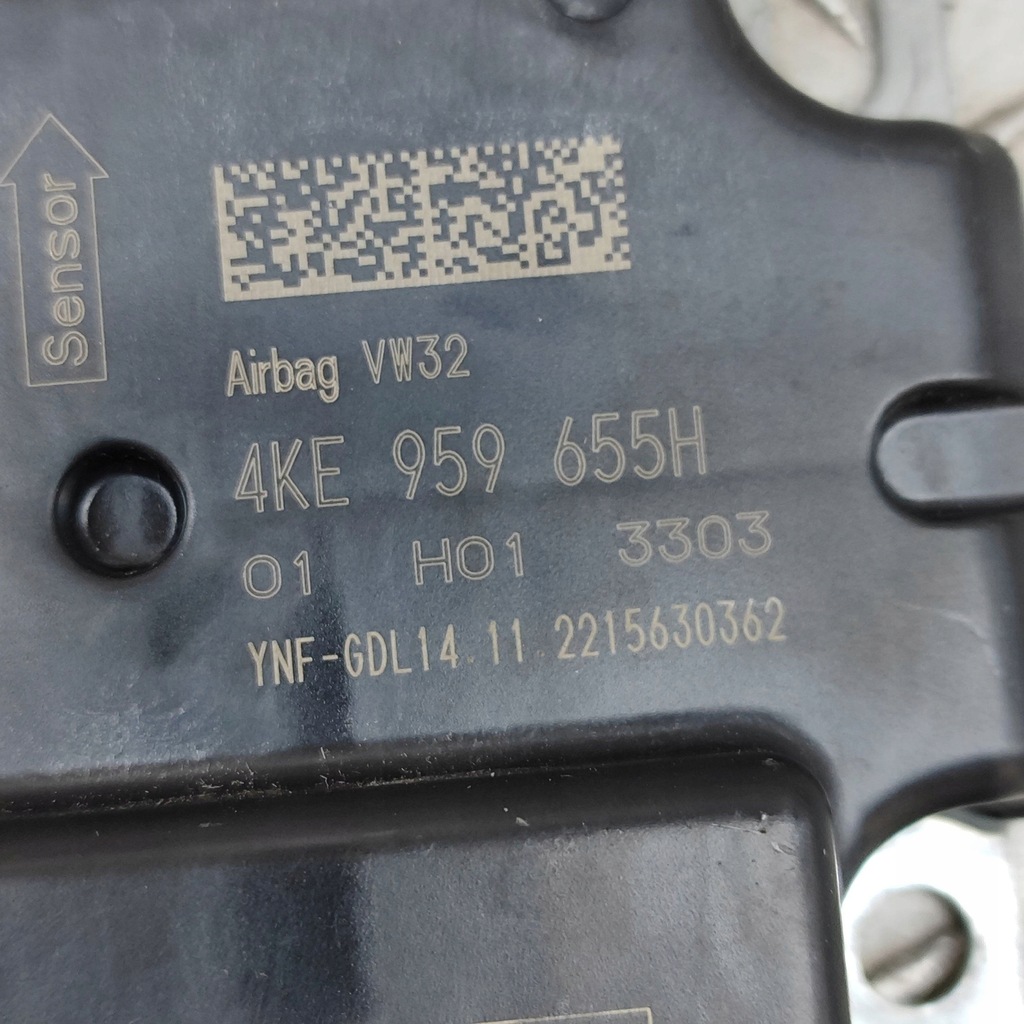 Sensor
Airbag VW32
4KE 959 655H
01 H01 3303
YNF-GDL14.11.2215630362